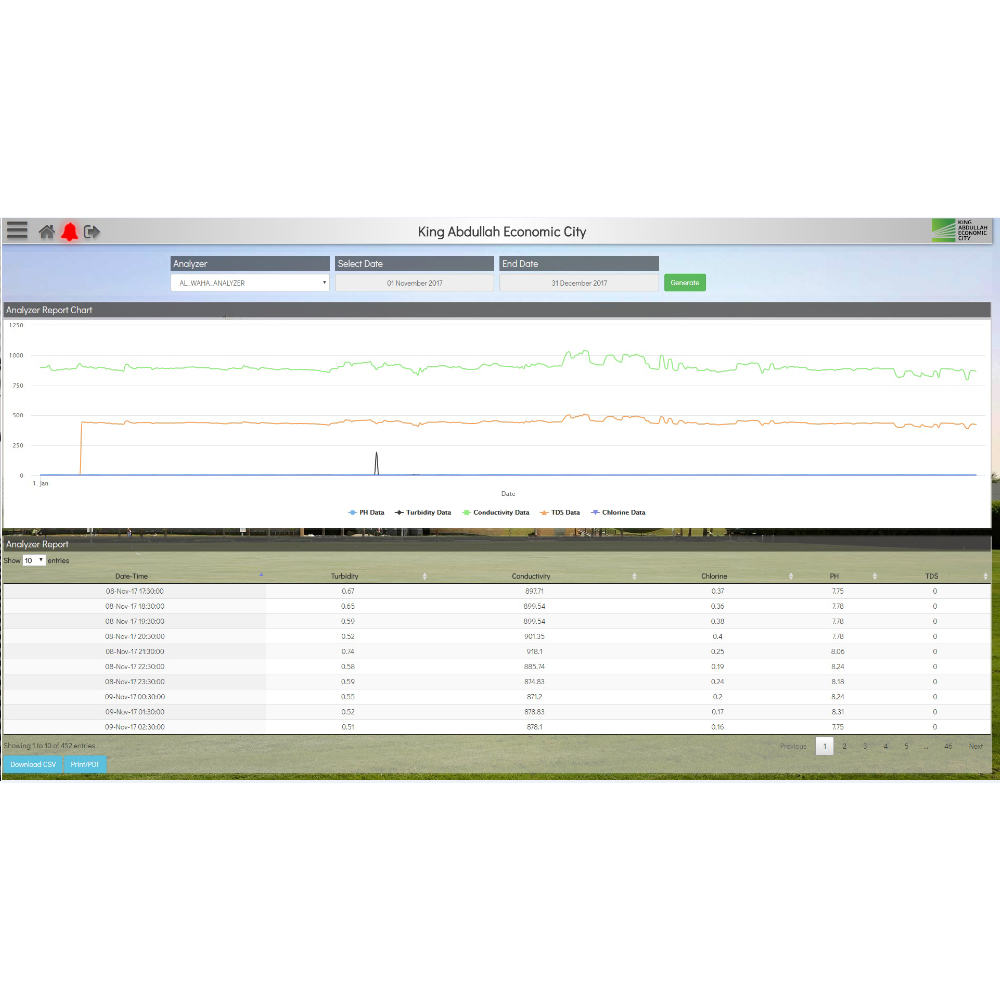 King Abdullah Economic City
KING
ABDULLAH
ECONOMIC
CITY
Analyzer Select Date End Date
AL_WAHA_ANALYZER 01 November 2017 31 December 2017 Generate
Analyzer Report Chart
1250
1000
750
500
250
0
1. Jan
Date
PH Data Turbidity Data Conductivity Data TDS Data Chlorine Data
Analyzer Report
Show 10 entries
Date-Time Turbidity Conductivity Chlorine PH TDS
08-Nov-17 17:30:00 0.67 897.71 0.37 7.75 0
08-Nov-17 18:30:00 0.65 899.54 0.36 7.78 0
08-Nov-17 19:30:00 0.59 899.54 0.38 7.78 0
08-Nov-17 20:30:00 0.52 901.35 0.4 7.78 0
08-Nov-17 21:30:00 0.74 918.1 0.25 8.06 0
08-Nov-17 22:30:00 0.58 885.74 0.19 8.24 0
08-Nov-17 23:30:00 0.59 874.83 0.24 8.18 0
09-Nov-17 00:30:00 0.55 871.2 0.2 8.24 0
09-Nov-17 01:30:00 0.52 878.83 0.17 8.31 0
09-Nov-17 02:30:00 0.51 878.1 0.16 7.75 0
Showing 1 to 10 of 452 entries Previous 1 2 3 4 5 ... 46 Next
Download CSV Print/PDF